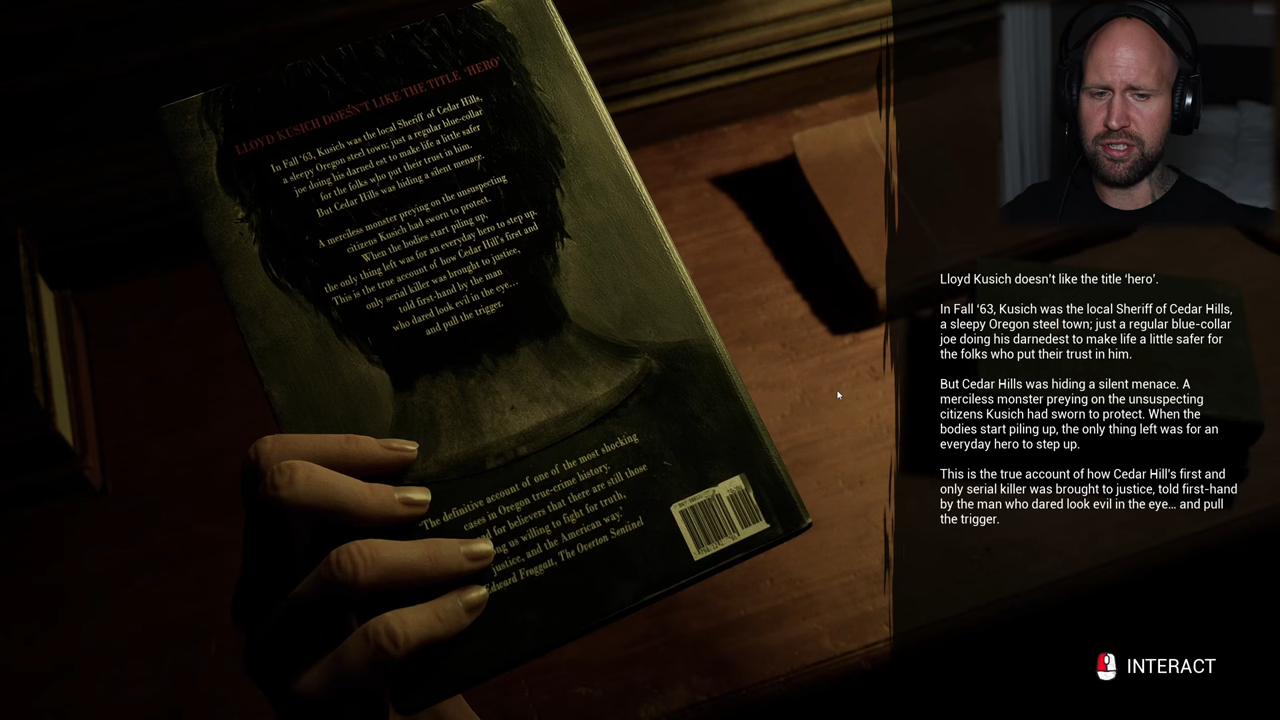 LLOYD KUSICH DOESN'T LIKE THE TITLE 'HERO'
In Fall '63, Kusich was the local Sheriff of Cedar Hills,
a sleepy Oregon steel town; just a regular blue-collar
joe doing his darned est to make life a little safer
for the folks who put their trust in him.
But Cedar Hills was hiding a silent menace.
A merciless monster preying on the unsuspecting
citizens Kusich had sworn to protect.
When the bodies start piling up,
the only thing left was for an everyday hero to step up.
This is the true account of how Cedar Hill's first and
only serial killer was brought to justice,
told first-hand by the man
who dared look evil in the eye...
and pull the trigger.
'The definitive account of one of the most shocking
cases in Oregon true-crime history.
for believers that there are still those
us willing to fight for truth,
justice, and the American way'
Edward Froggatt, The Overton Sentinel
Lloyd Kusich doesn't like the title 'hero'.
In Fall '63, Kusich was the local Sheriff of Cedar Hills,
a sleepy Oregon steel town; just a regular blue-collar
joe doing his darnedest to make life a little safer for
the folks who put their trust in him.
But Cedar Hills was hiding a silent menace. A
merciless monster preying on the unsuspecting
citizens Kusich had sworn to protect. When the
bodies start piling up, the only thing left was for an
everyday hero to step up.
This is the true account of how Cedar Hill's first and
only serial killer was brought to justice, told first-hand
by the man who dared look evil in the eye... and pull
the trigger.
INTERACT